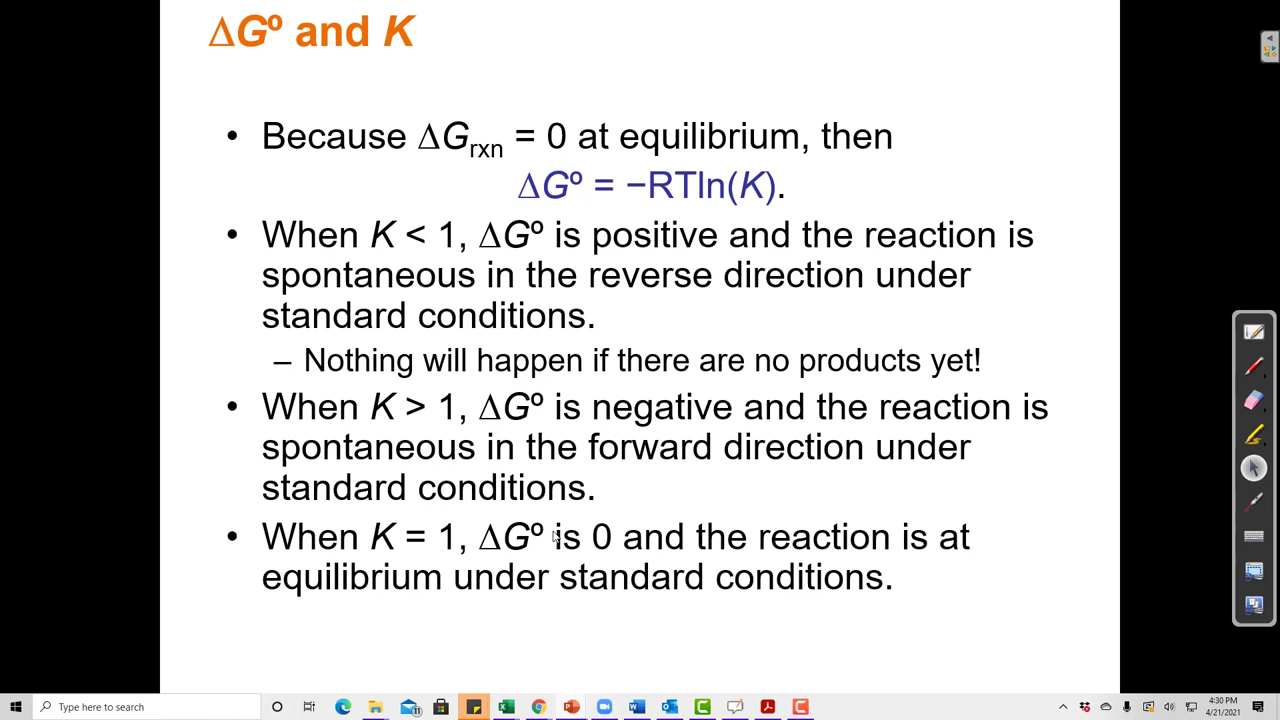 ΔGº and K
• Because ΔGrxn = 0 at equilibrium, then
ΔGº = −RTln(K).
• When K < 1, ΔGº is positive and the reaction is
spontaneous in the reverse direction under
standard conditions.
– Nothing will happen if there are no products yet!
• When K > 1, ΔGº is negative and the reaction is
spontaneous in the forward direction under
standard conditions.
• When K = 1, ΔGº is 0 and the reaction is at
equilibrium under standard conditions.
Type here to search
4:30 PM
4/21/2021